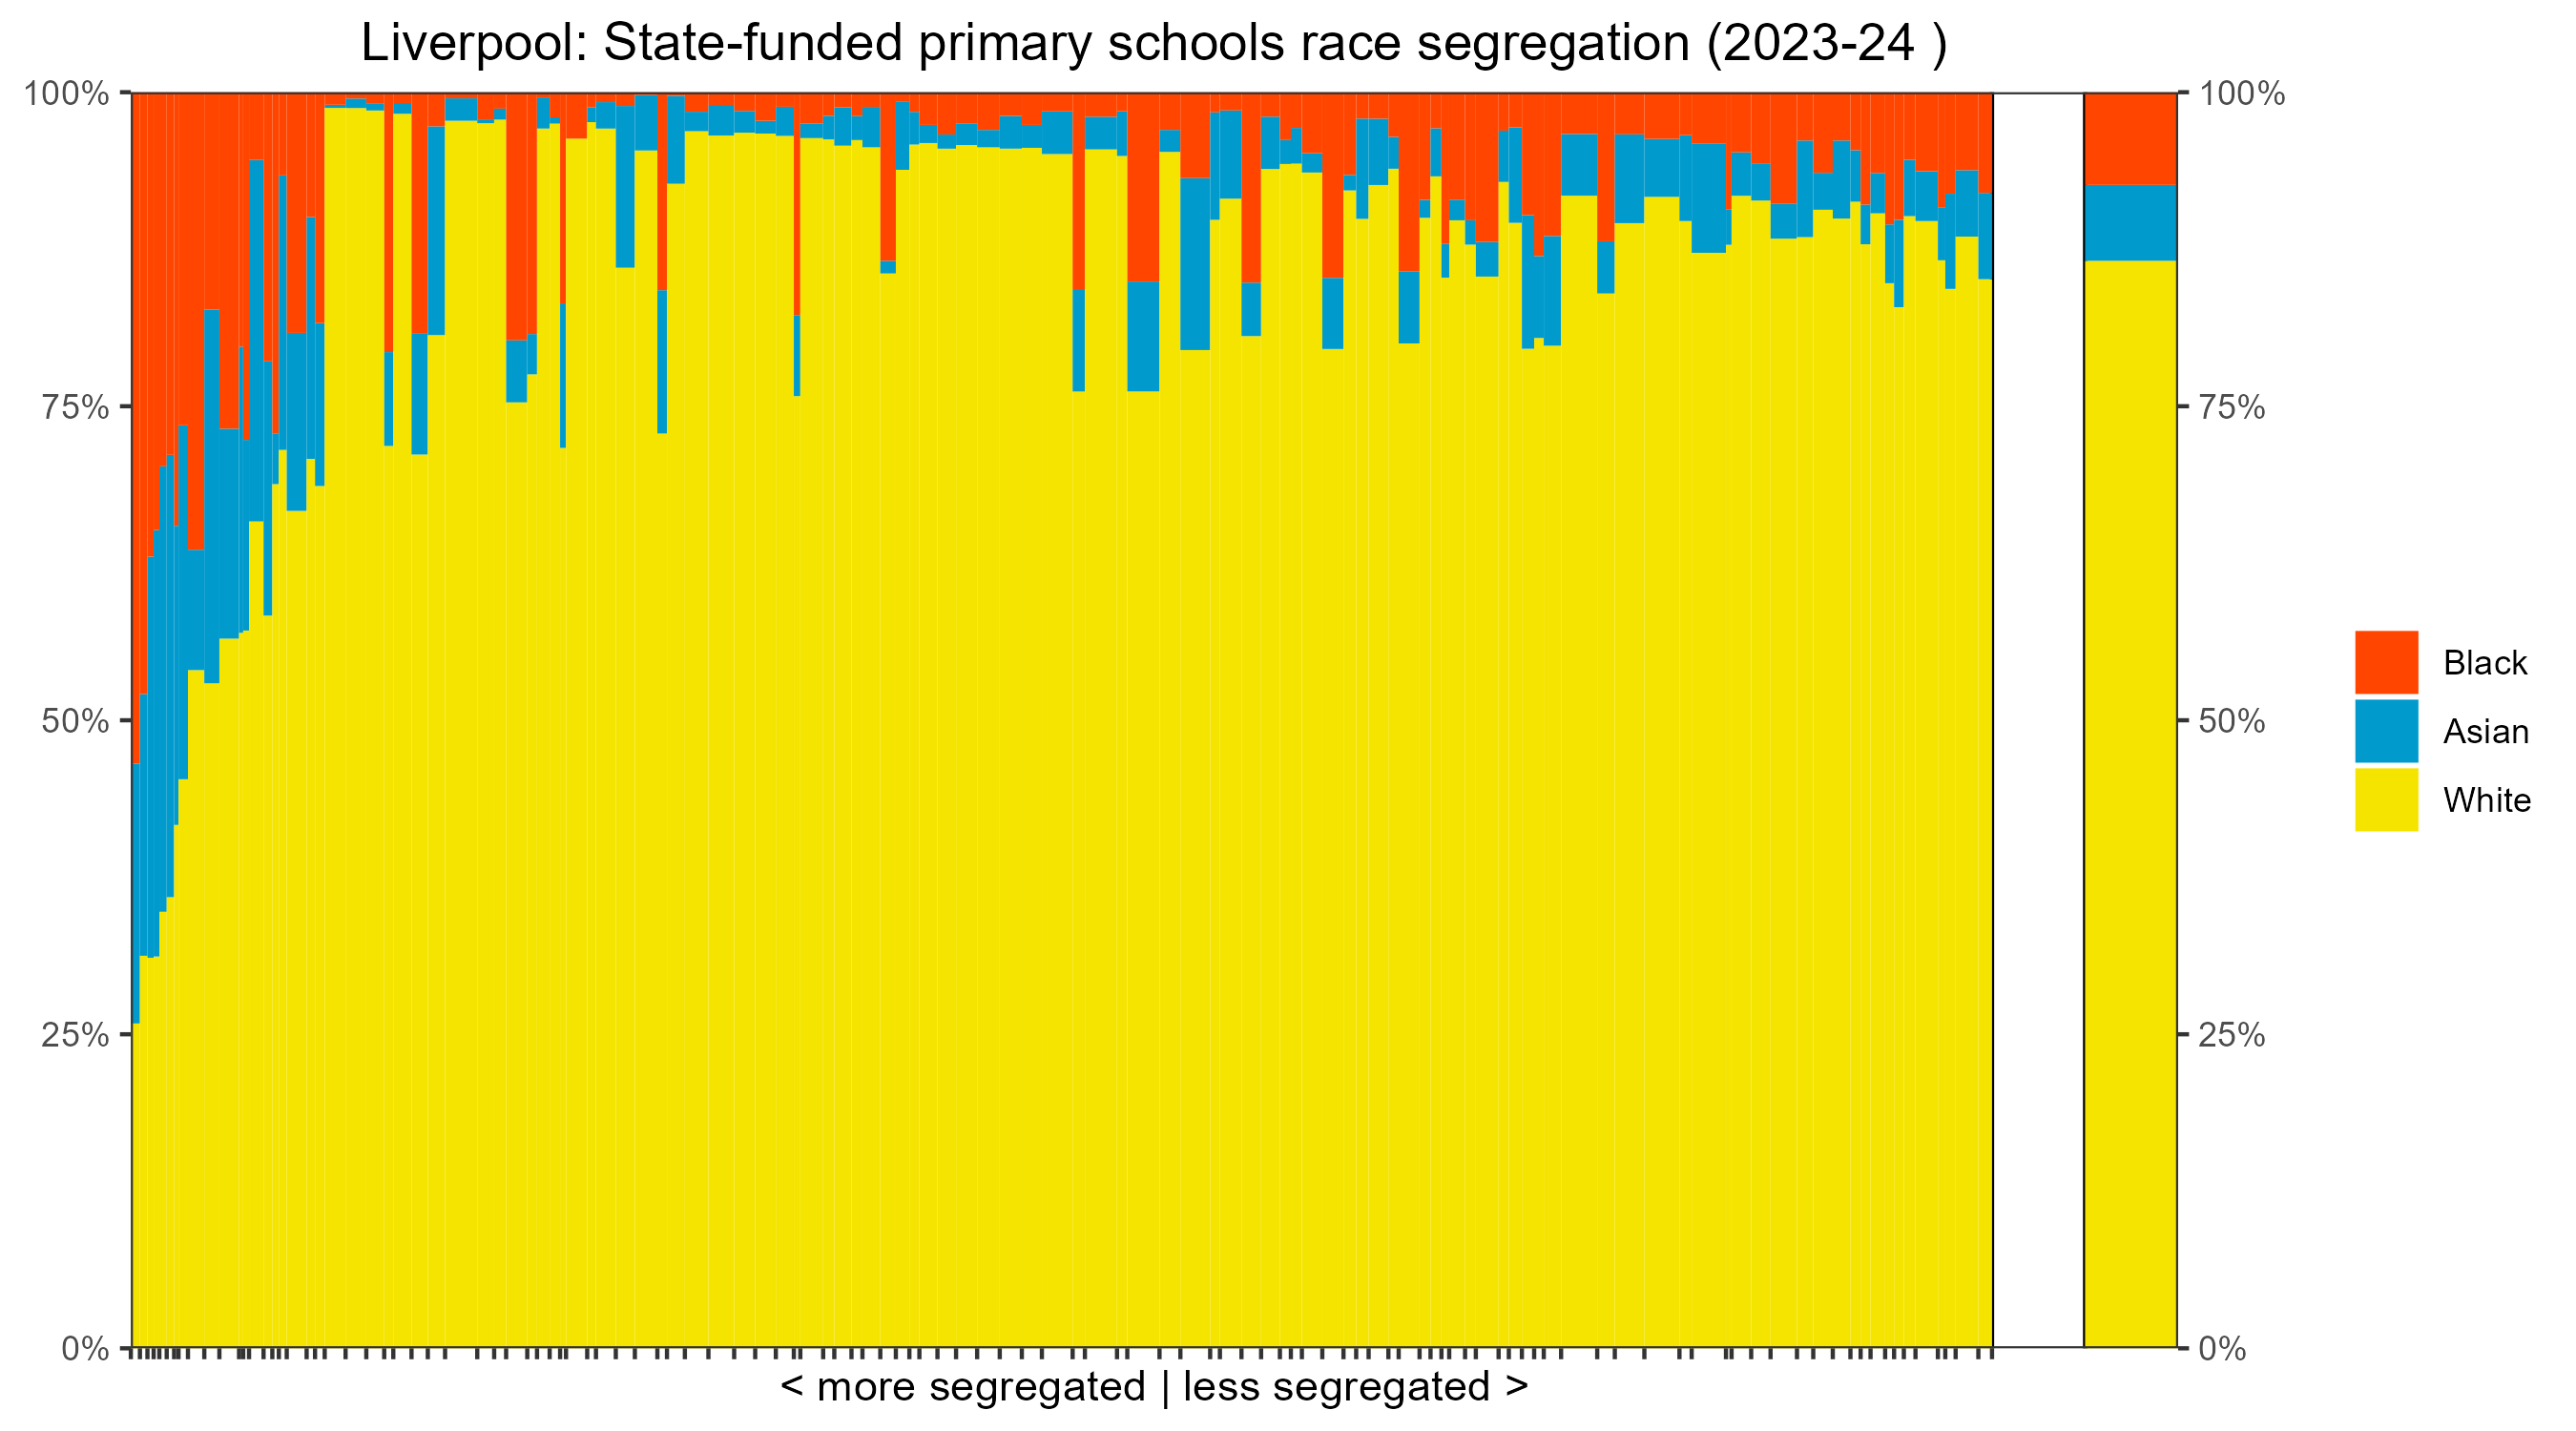 Liverpool: State-funded primary schools race segregation (2023-24 )
100%
75%
50%
25%
0%
100%
75%
50%
25%
0%
Black
Asian
White
< more segregated | less segregated >